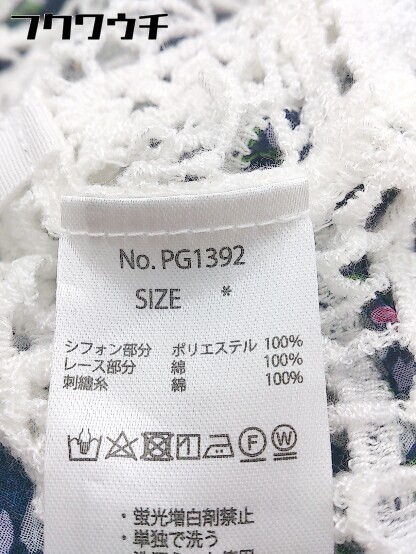 フクワウチ
No. PG1392
SIZE *
シフォン部分 ポリエステル 100%
レース部分 綿 100%
刺繍糸 綿 100%
F W
・蛍光増白剤禁止
・単独で洗う